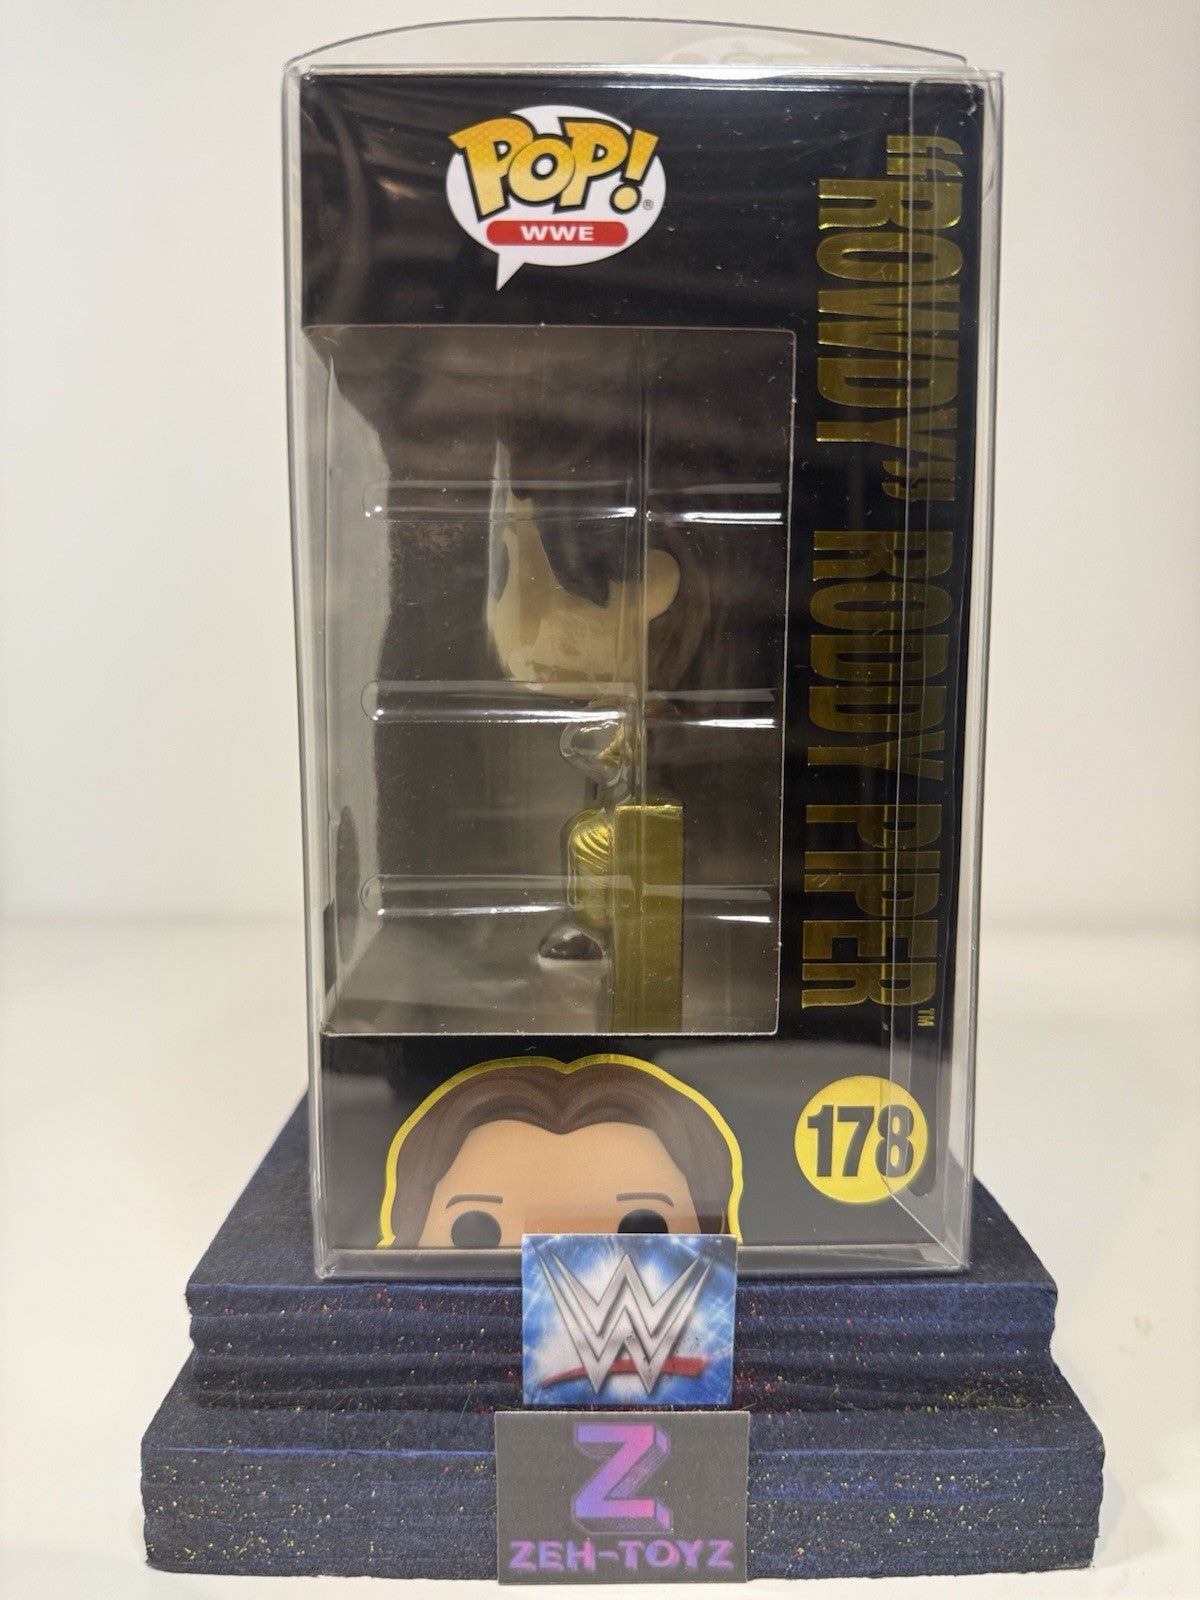 POP!®
WWE
"ROWDY" RODDY PIPER™
178
W
Z
ZEH-TOYZ